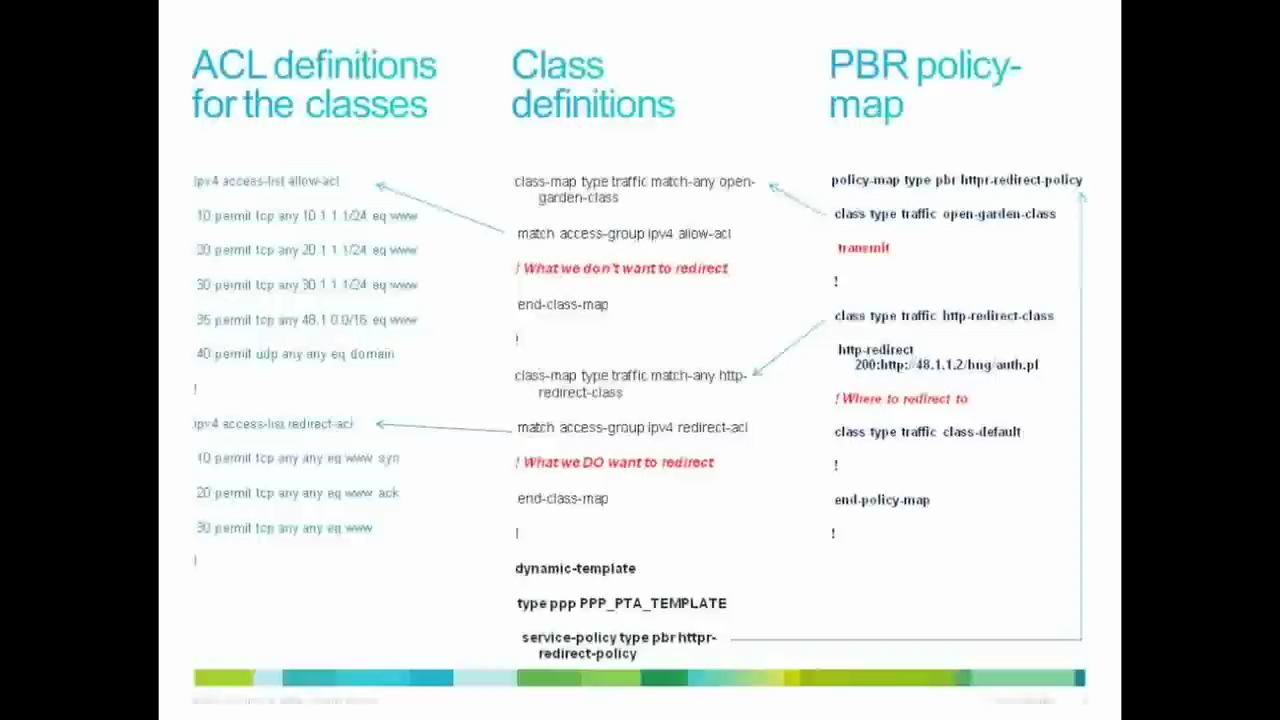 ACL definitions
for the classes
ipv4 access-list allow-acl
10 permit tcp any 10.1.1.1/24 eq www
20 permit tcp any 20.1.1.1/24 eq www
30 permit tcp any 30.1.1.1/24 eq www
35 permit tcp any 48.1.0.0/16 eq www
40 permit udp any any eq domain
!
ipv4 access-list redirect-acl
10 permit tcp any any eq www syn
20 permit tcp any any eq www ack
30 permit tcp any any eq www
!
Class
definitions
class-map type traffic match-any open-
garden-class
match access-group ipv4 allow-acl
! What we don't want to redirect
end-class-map
!
class-map type traffic match-any http-
redirect-class
match access-group ipv4 redirect-acl
! What we DO want to redirect
end-class-map
!
dynamic-template
type ppp PPP_PTA_TEMPLATE
service-policy type pbr httpr-
redirect-policy
PBR policy-
map
policy-map type pbr httpr-redirect-policy
class type traffic open-garden-class
transmit
!
class type traffic http-redirect-class
http-redirect
200:http://48.1.1.2/bng/auth.pl
! Where to redirect to
class type traffic class-default
!
end-policy-map
!